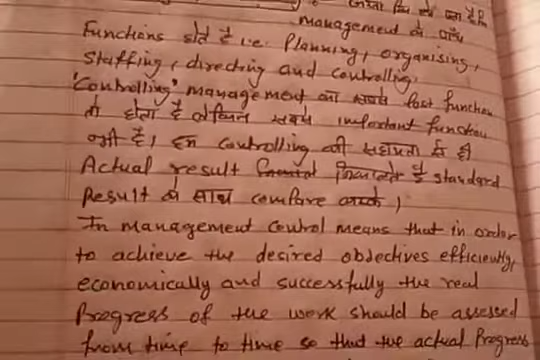 management के पाँच
Functions होते है i.e. Planning, organising,
Staffing, directing and controlling.
'Controlling' management का सबसे last function
तो होता है लेकिन सबसे important function
भी है। हम controlling की सहायता से ही
Actual result निकालते है standard
Result के साथ compare करके।
In management control means that in order
to achieve the desired objectives efficiently,
economically and successfully the real
Progress of the work should be assessed
from time to time so that the actual Progress